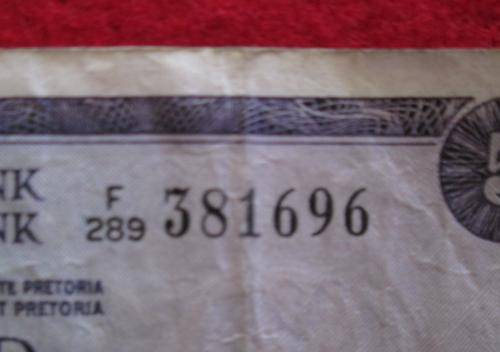 NK
NK
F
289 381696
TE PRETORIA
T PRETORIA